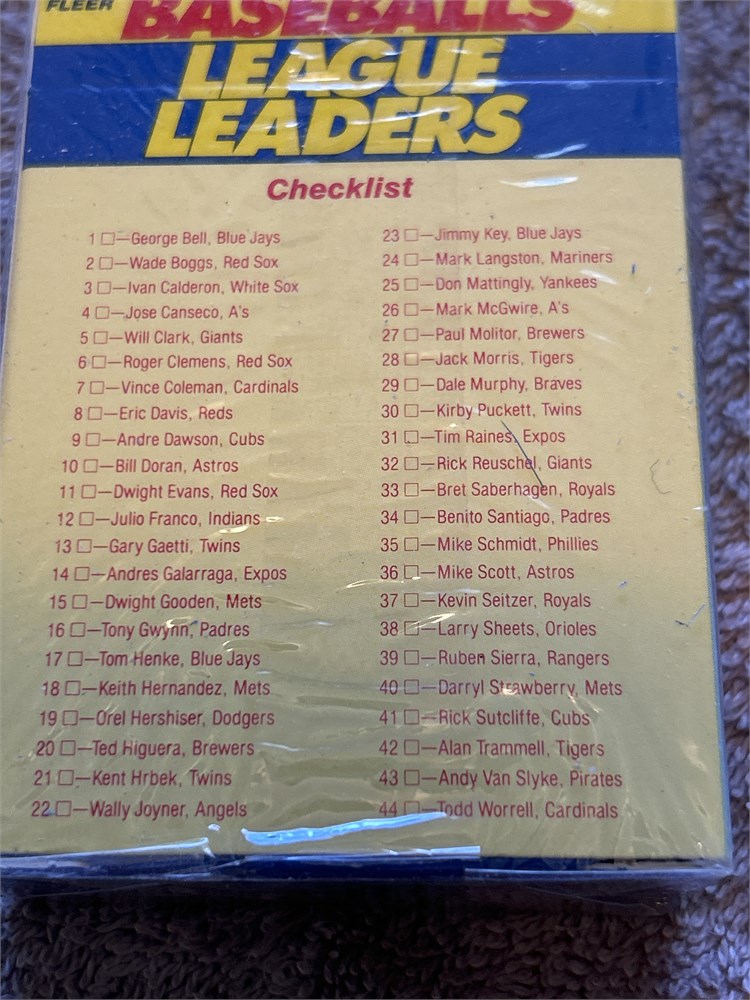 FLEER
BASEBALLS
LEAGUE
LEADERS
Checklist
1 □—George Bell, Blue Jays
2 □—Wade Boggs, Red Sox
3 □—Ivan Calderon, White Sox
4 □—Jose Canseco, A's
5 □—Will Clark, Giants
6 □—Roger Clemens, Red Sox
7 □—Vince Coleman, Cardinals
8 □—Eric Davis, Reds
9 □—Andre Dawson, Cubs
10 □—Bill Doran, Astros
11 □—Dwight Evans, Red Sox
12 □—Julio Franco, Indians
13 □—Gary Gaetti, Twins
14 □—Andres Galarraga, Expos
15 □—Dwight Gooden, Mets
16 □—Tony Gwynn, Padres
17 □—Tom Henke, Blue Jays
18 □—Keith Hernandez, Mets
19 □—Orel Hershiser, Dodgers
20 □—Ted Higuera, Brewers
21 □—Kent Hrbek, Twins
22 □—Wally Joyner, Angels
23 □—Jimmy Key, Blue Jays
24 □—Mark Langston, Mariners
25 □—Don Mattingly, Yankees
26 □—Mark McGwire, A's
27 □—Paul Molitor, Brewers
28 □—Jack Morris, Tigers
29 □—Dale Murphy, Braves
30 □—Kirby Puckett, Twins
31 □—Tim Raines, Expos
32 □—Rick Reuschel, Giants
33 □—Bret Saberhagen, Royals
34 □—Benito Santiago, Padres
35 □—Mike Schmidt, Phillies
36 □—Mike Scott, Astros
37 □—Kevin Seitzer, Royals
38 □—Larry Sheets, Orioles
39 □—Ruben Sierra, Rangers
40 □—Darryl Strawberry, Mets
41 □—Rick Sutcliffe, Cubs
42 □—Alan Trammell, Tigers
43 □—Andy Van Slyke, Pirates
44 □—Todd Worrell, Cardinals